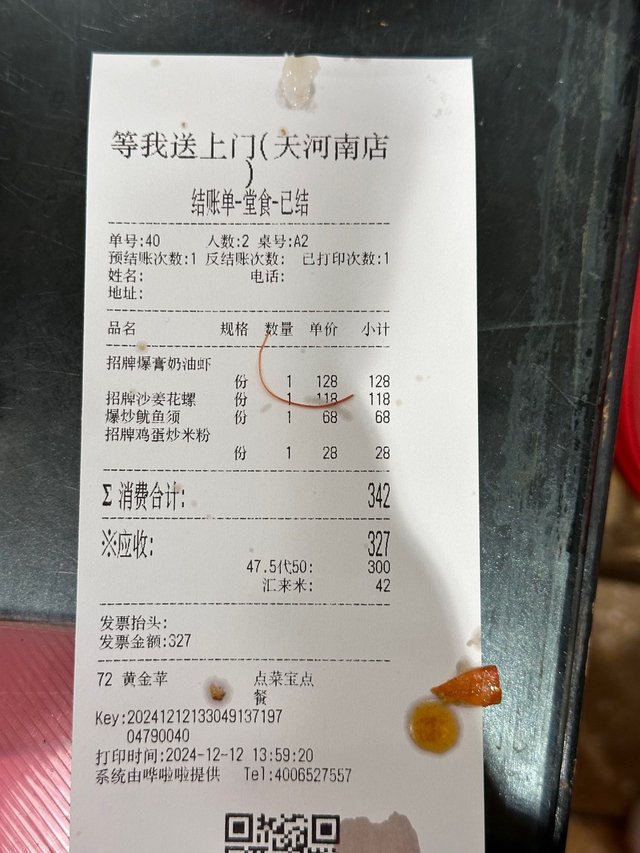 等我送上门(天河南店
)
结账单-堂食-已结
单号:40 人数:2 桌号:A2
预结账次数:1 反结账次数: 已打印次数:1
姓名: 电话:
地址:
品名 规格 数量 单价 小计
招牌爆膏奶油虾
份 1 128 128
招牌沙姜花螺 份 1 118 118
爆炒鱿鱼须 份 1 68 68
招牌鸡蛋炒米粉
份 1 28 28
Σ消费合计: 342
※应收: 327
47.5代50: 300
汇来米: 42
发票抬头:
发票金额:327
72 黄金苹 点菜宝点
餐
Key:20241212133049137197
04790040
打印时间:2024-12-12 13:59:20
系统由哗啦啦提供 Tel:4006527557